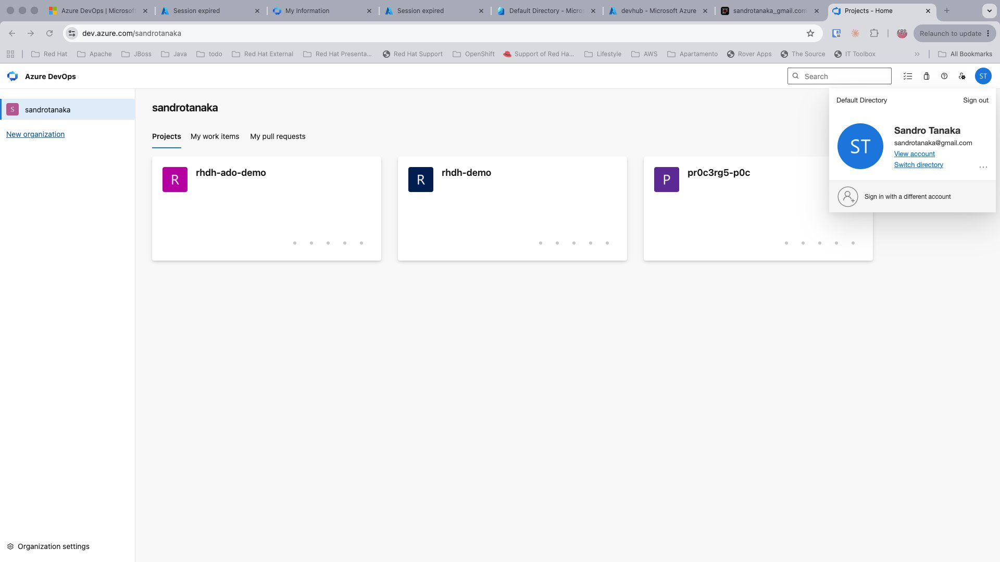 Azure DevOps | Microsoft
Session expired
My Information
Session expired
Default Directory - Micros
devhub - Microsoft Azure
sandrotanaka_gmail.com
Projects - Home
dev.azure.com/sandrotanaka
Relaunch to update
Red Hat
Apache
JBoss
Java
todo
Red Hat External
Red Hat Presenta...
Red Hat Support
OpenShift
Support of Red Ha...
Lifestyle
AWS
Apartamento
Rover Apps
The Source
IT Toolbox
All Bookmarks
Azure DevOps
Search
ST
S sandrotanaka
New organization
sandrotanaka
Projects
My work items
My pull requests
R rhdh-ado-demo
R rhdh-demo
P pr0c3rg5-p0c
Default Directory
Sign out
ST
Sandro Tanaka
sandrotanaka@gmail.com
View account
Switch directory
...
Sign in with a different account
Organization settings